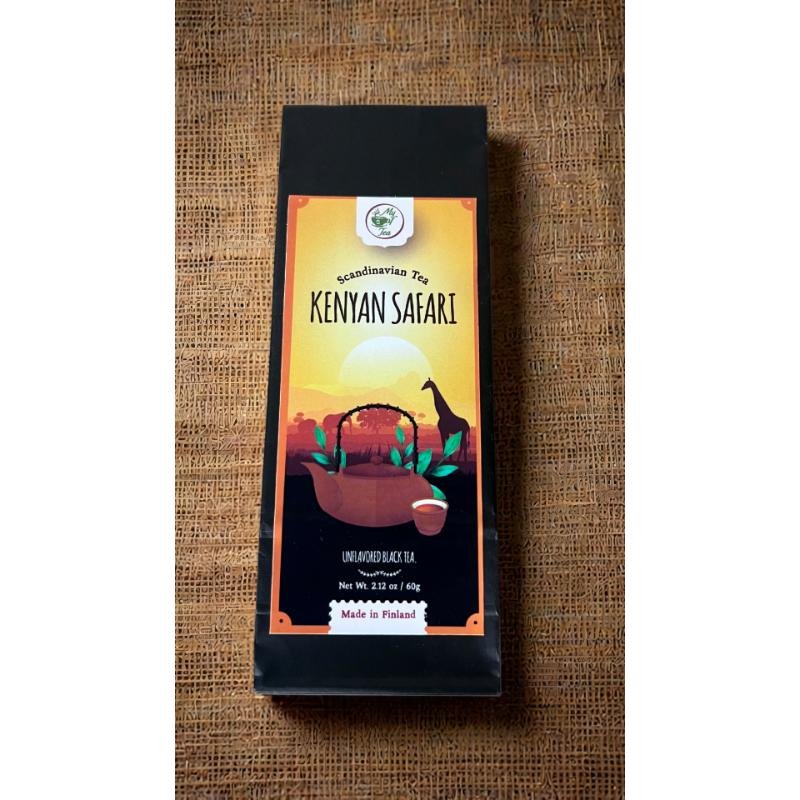 My
Tea
Scandinavian Tea
KENYAN SAFARI
UNFLAVORED BLACK TEA.
Net Wt. 2.12 oz / 60g
Made in Finland